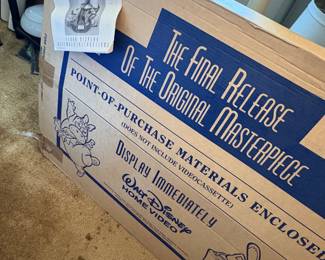 The Final Release
Of The Original Masterpiece
POINT-OF-PURCHASE MATERIALS ENCLOSED
(DOES NOT INCLUDE VIDEOCASSETTE)
Display Immediately
Walt Disney
HOME VIDEO